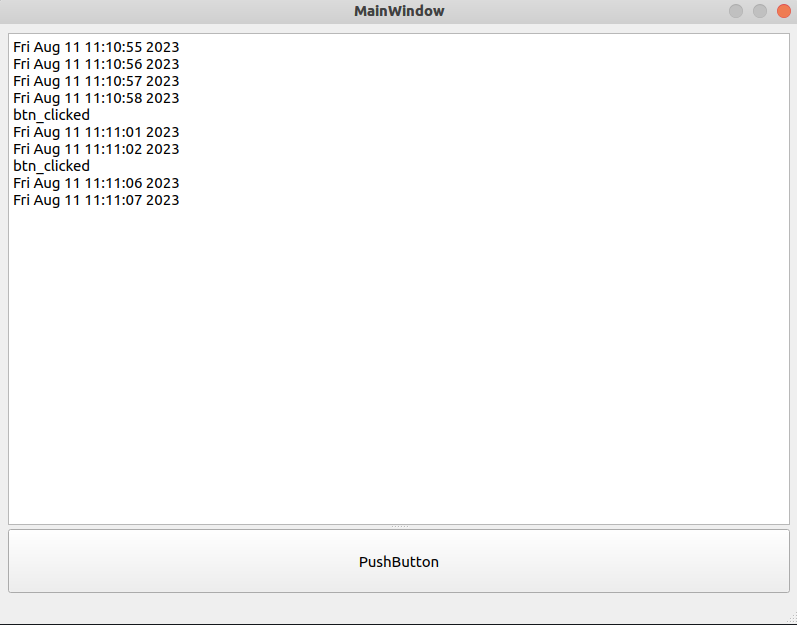 MainWindow
Fri Aug 11 11:10:55 2023
Fri Aug 11 11:10:56 2023
Fri Aug 11 11:10:57 2023
Fri Aug 11 11:10:58 2023
btn_clicked
Fri Aug 11 11:11:01 2023
Fri Aug 11 11:11:02 2023
btn_clicked
Fri Aug 11 11:11:06 2023
Fri Aug 11 11:11:07 2023
PushButton